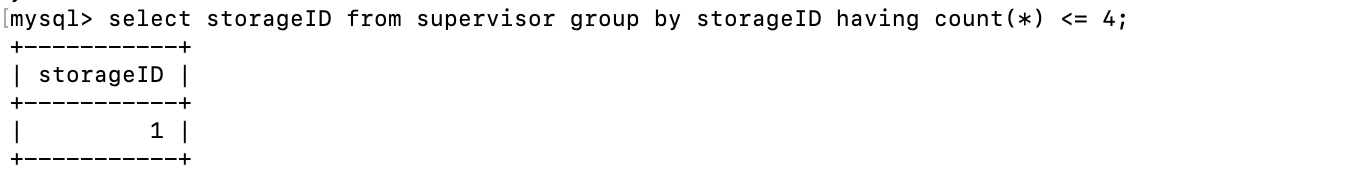 [mysql> select storageID from supervisor group by storageID having count(*) <= 4;
+-----------+
| storageID |
+-----------+
|         1 |
+-----------+